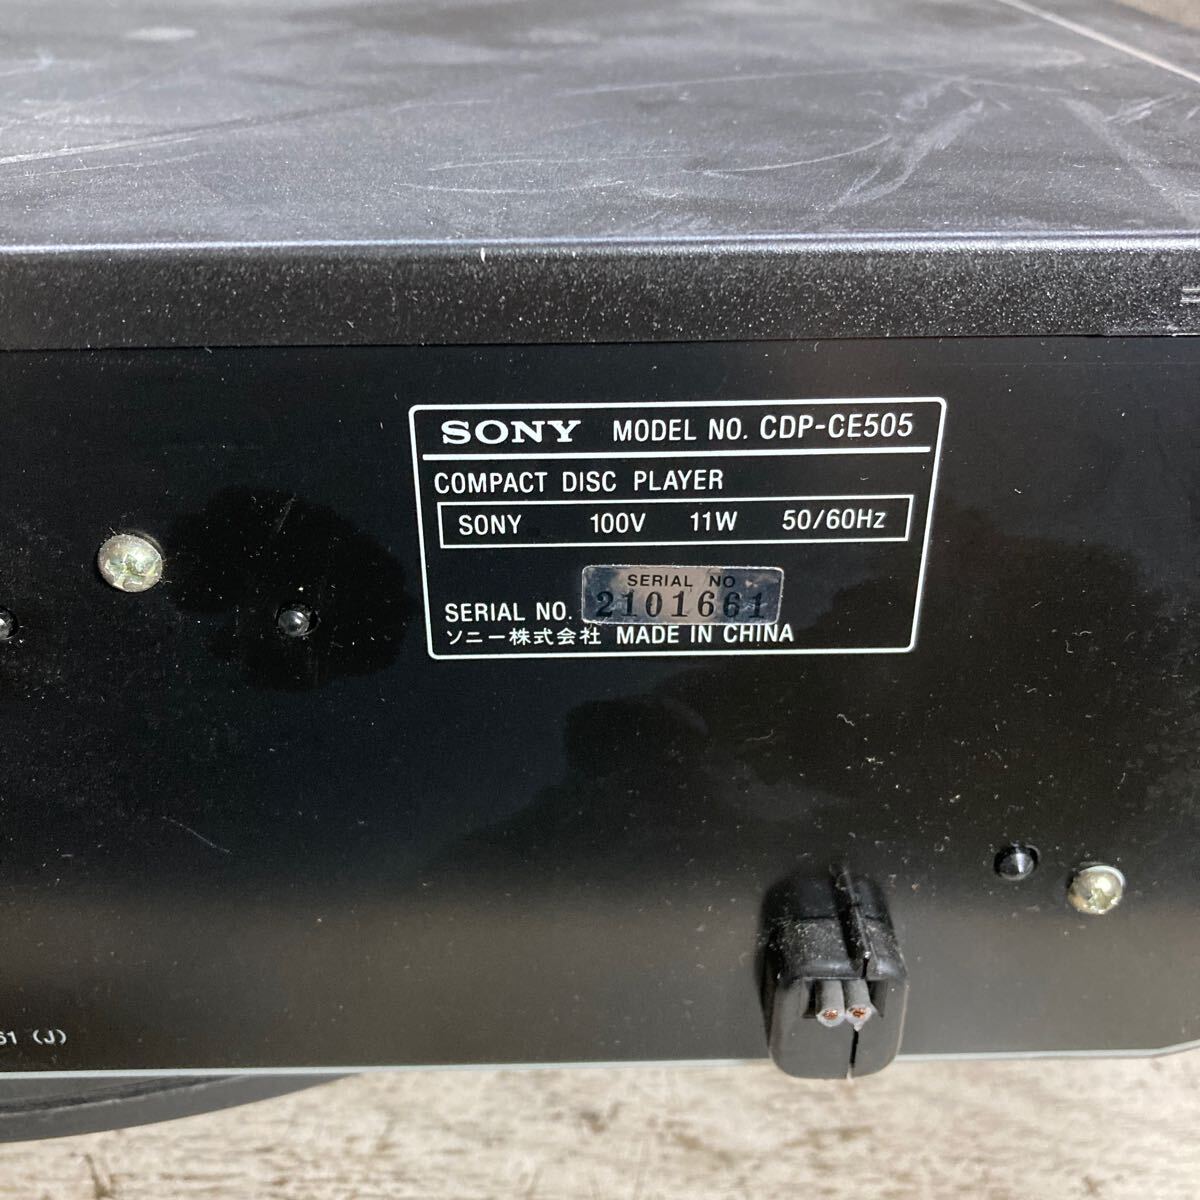 SONY MODEL NO. CDP-CE505
COMPACT DISC PLAYER
SONY 100V 11W 50/60Hz
SERIAL NO
SERIAL NO. 2101661
ソニー株式会社 MADE IN CHINA
61 (J)